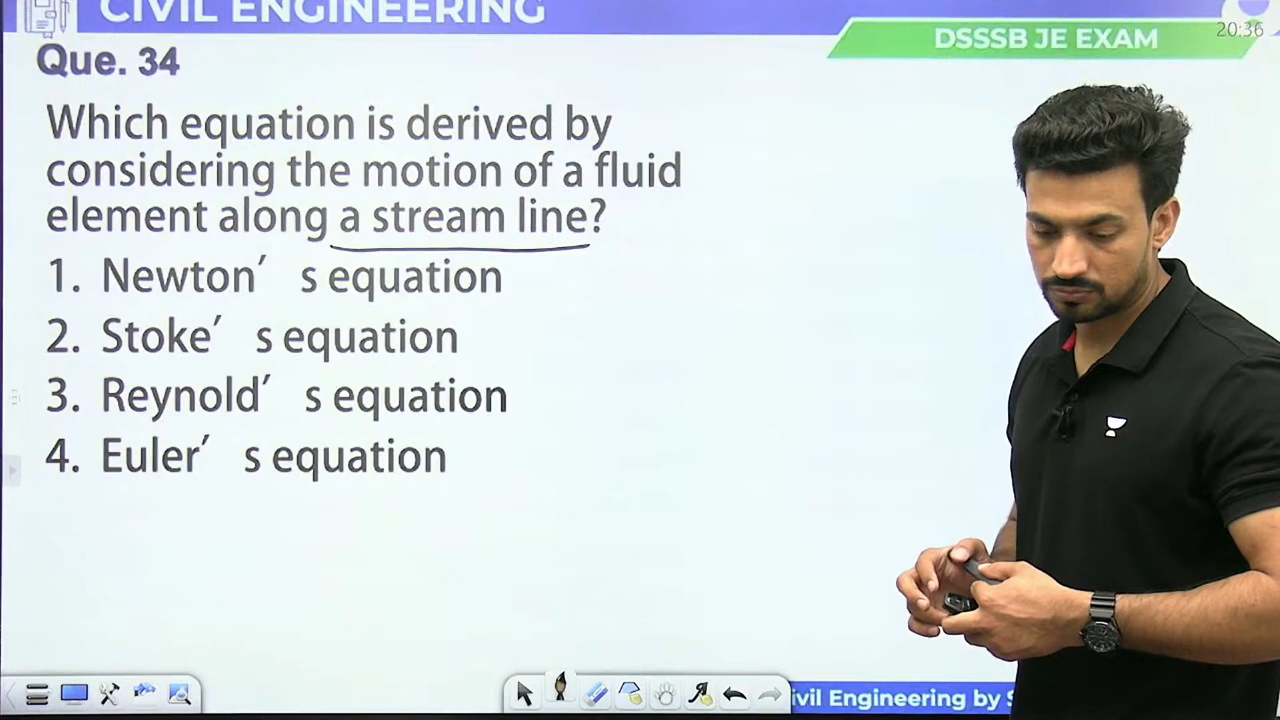 CIVIL ENGINEERING
DSSSB JE EXAM
20:36
Que. 34
Which equation is derived by
considering the motion of a fluid
element along a stream line?
1. Newton′ s equation
2. Stoke′ s equation
3. Reynold′ s equation
4. Euler′ s equation
ivil Engineering by S